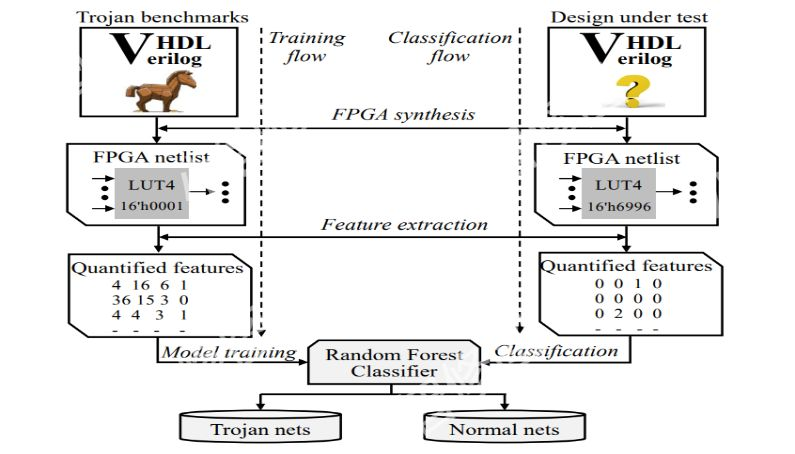 Trojan benchmarks
VHDL
Verilog
Training
flow
Classification
flow
Design under test
VHDL
Verilog
FPGA synthesis
FPGA netlist
LUT4
16'h0001
FPGA netlist
LUT4
16'h6996
Feature extraction
Quantified features
4 16 6 1
36 15 3 0
4 4 3 1
- - - -
Quantified features
0 0 1 0
0 0 0 0
0 2 0 0
- - - -
Model training
Random Forest
Classifier
Classification
Trojan nets
Normal nets